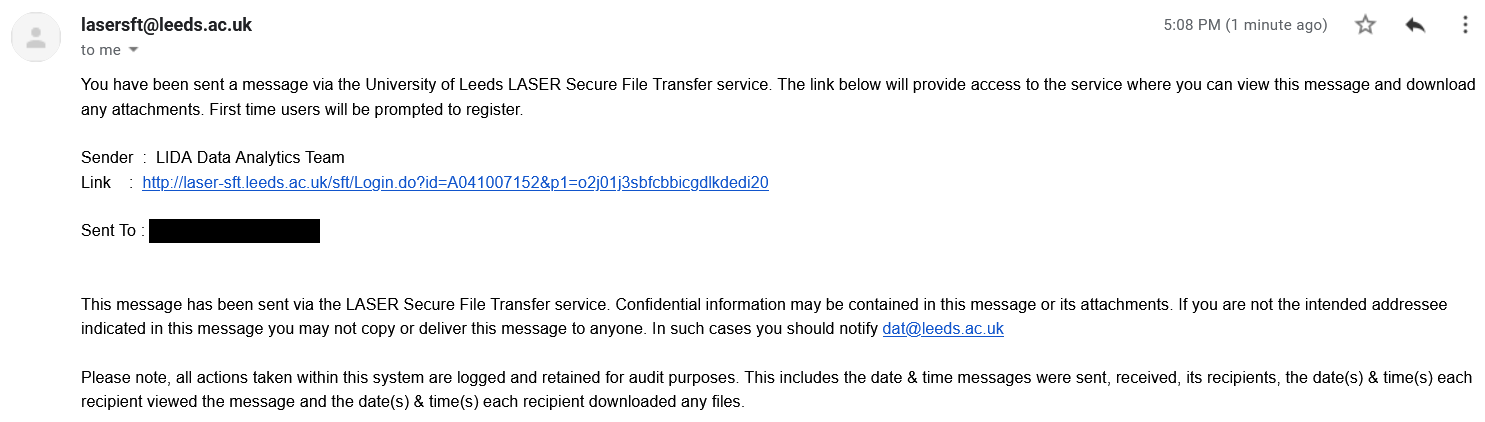 lasersft@leeds.ac.uk
5:08 PM (1 minute ago)
to me
You have been sent a message via the University of Leeds LASER Secure File Transfer service. The link below will provide access to the service where you can view this message and download
any attachments. First time users will be prompted to register.
Sender : LIDA Data Analytics Team
Link : http://laser-sft.leeds.ac.uk/sft/Login.do?id=A041007152&p1=o2j01j3sbfcbbicgdlkdedi20
Sent To :
This message has been sent via the LASER Secure File Transfer service. Confidential information may be contained in this message or its attachments. If you are not the intended addressee
indicated in this message you may not copy or deliver this message to anyone. In such cases you should notify dat@leeds.ac.uk
Please note, all actions taken within this system are logged and retained for audit purposes. This includes the date & time messages were sent, received, its recipients, the date(s) & time(s) each
recipient viewed the message and the date(s) & time(s) each recipient downloaded any files.